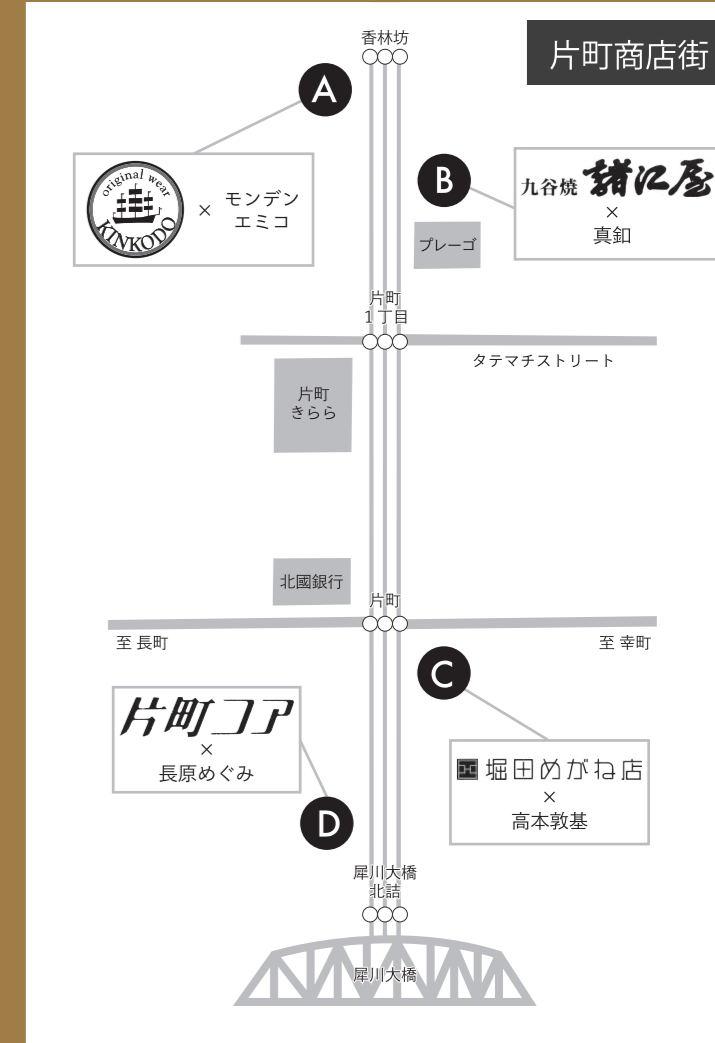 香林坊
片町商店街
A
original wear
KINKODO
×
モンデン
エミコ
B
九谷焼 諸江屋
×
真釦
プレーゴ
片町
1丁目
タテマチストリート
片町
きらら
北國銀行
片町
至 長町
至 幸町
C
片町コア
×
長原めぐみ
堀田めがね店
×
高本敦基
D
犀川大橋
北詰
犀川大橋